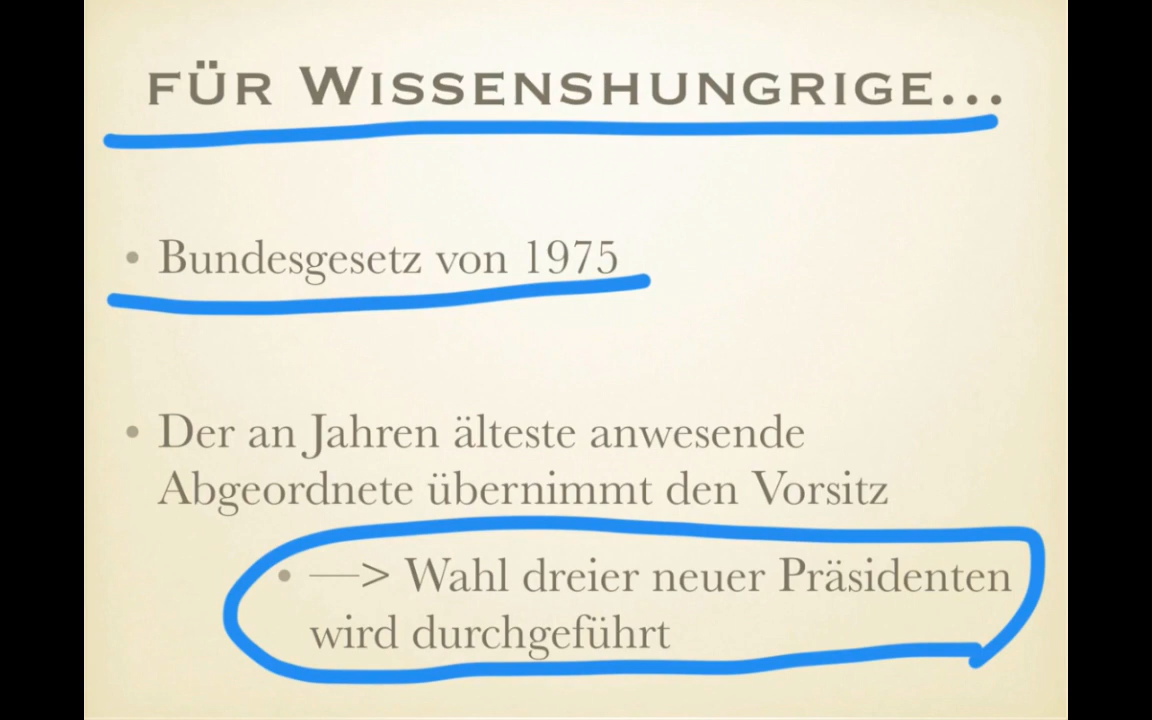 FÜR WISSENSHUNGRIGE...
• Bundesgesetz von 1975
• Der an Jahren älteste anwesende
Abgeordnete übernimmt den Vorsitz
• —> Wahl dreier neuer Präsidenten
wird durchgeführt